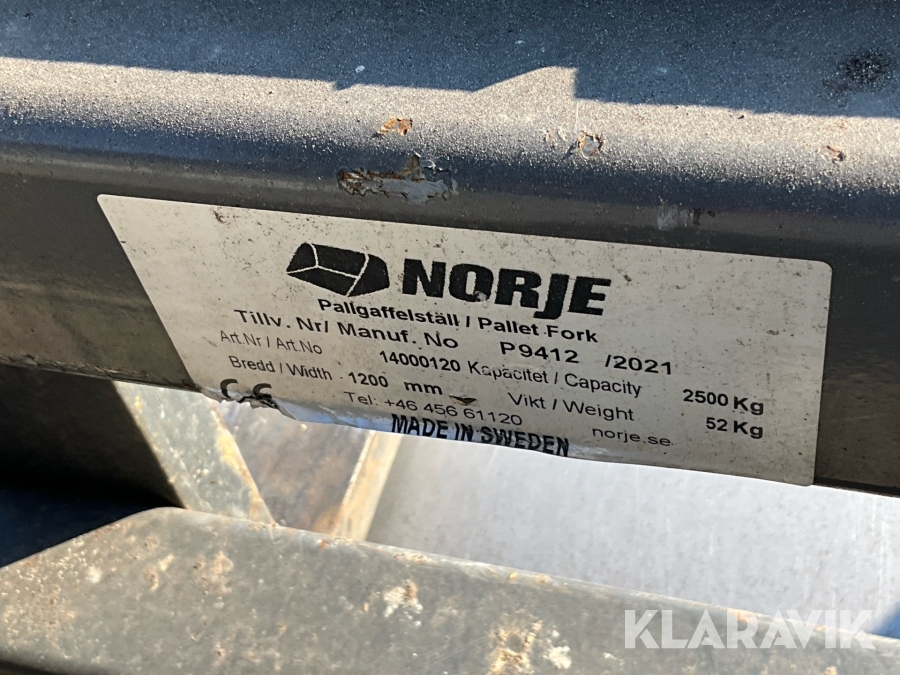 NORJE
Pallgaffelställ / Pallet Fork
Tillv. Nr/ Manuf. No P9412 /2021
Art.Nr / Art.No 14000120 Kapacitet / Capacity 2500 Kg
Bredd / Width 1200 mm Vikt / Weight 52 Kg
CE Tel: +46 456 61120 norje.se
MADE IN SWEDEN
KLARAVIK